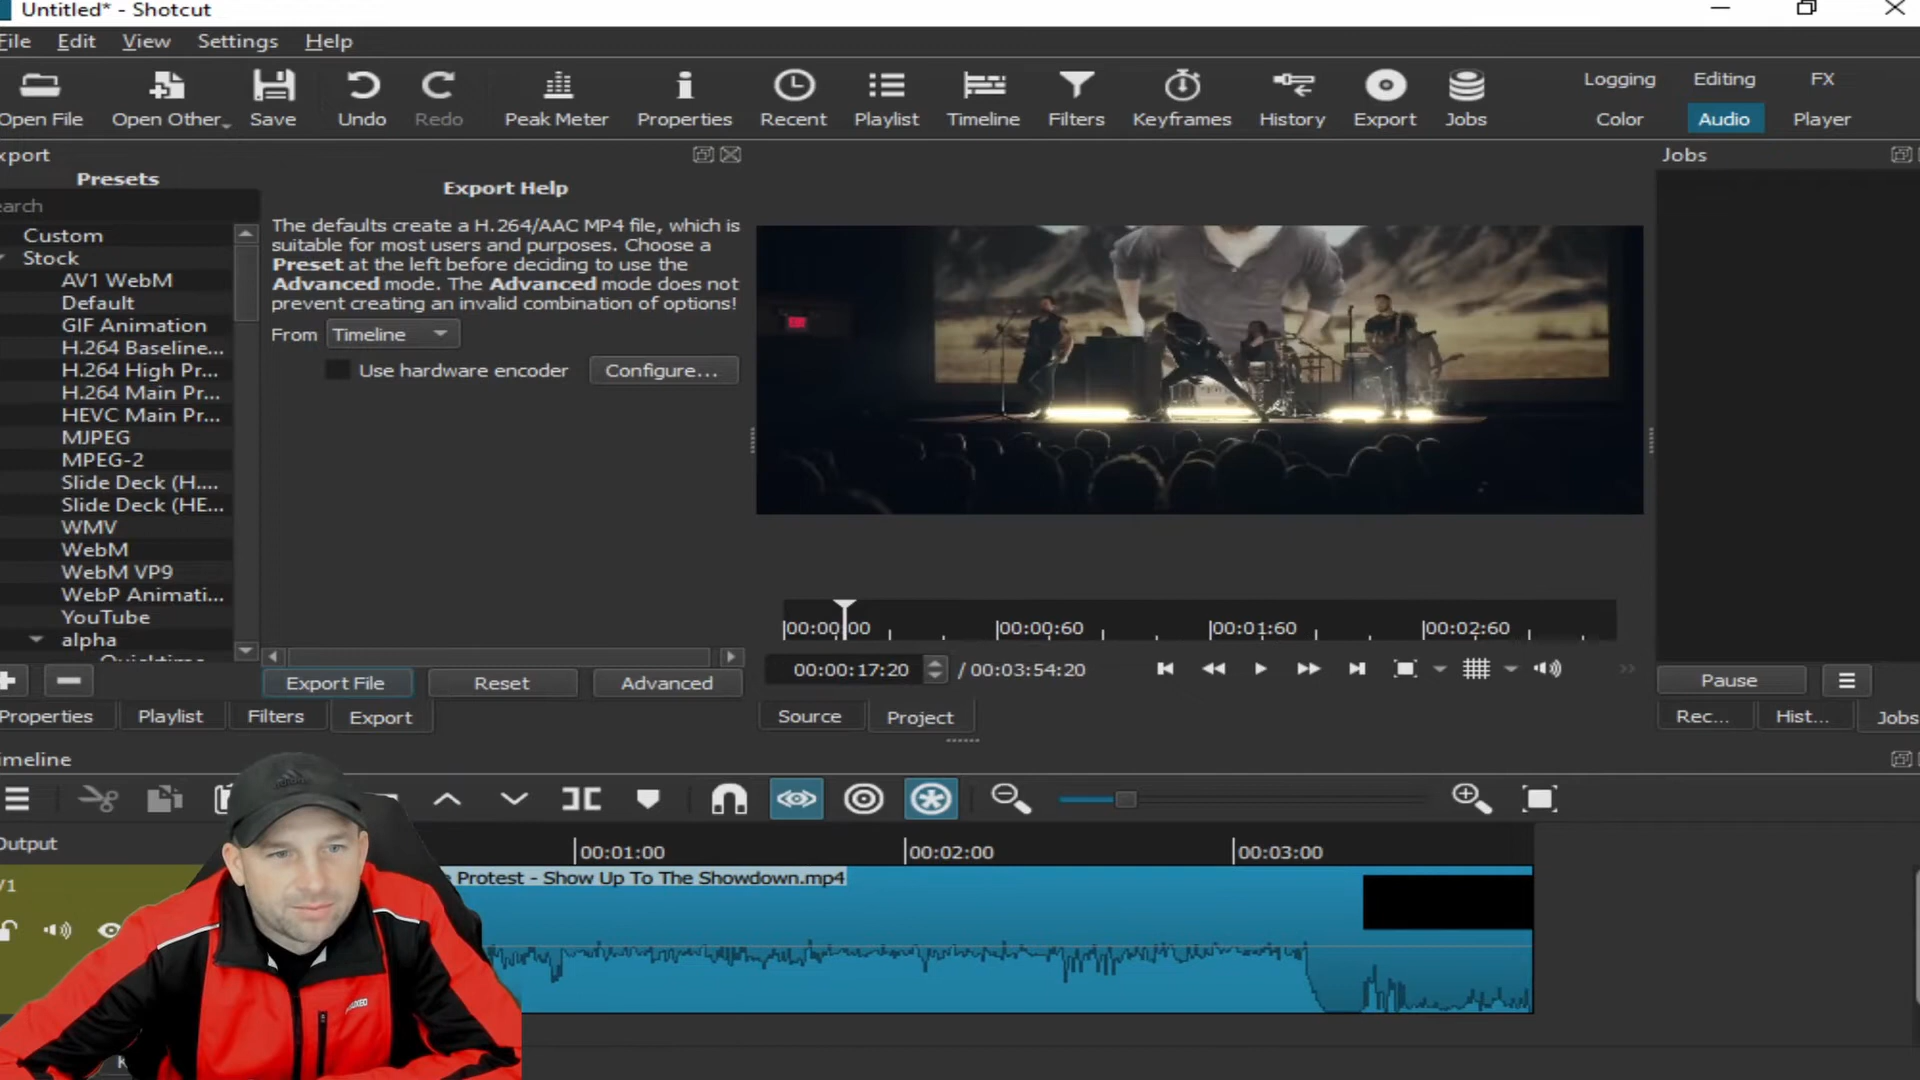 Untitled* - Shotcut
File Edit View Settings Help
Open File Open Other... Save Undo Redo Peak Meter Properties Recent Playlist Timeline Filters Keyframes History Export Jobs
Logging Editing FX
Color Audio Player
xport
Presets
earch
Custom
Stock
AV1 WebM
Default
GIF Animation
H.264 Baseline...
H.264 High Pr...
H.264 Main Pr...
HEVC Main Pr...
MJPEG
MPEG-2
Slide Deck (H....
Slide Deck (HE...
WMV
WebM
WebM VP9
WebP Animati...
YouTube
alpha
Export Help
The defaults create a H.264/AAC MP4 file, which is
suitable for most users and purposes. Choose a
Preset at the left before deciding to use the
Advanced mode. The Advanced mode does not
prevent creating an invalid combination of options!
From Timeline
Use hardware encoder Configure...
Export File Reset Advanced
Properties Playlist Filters Export
EXIT
00:00:00 00:00:60 00:01:60 00:02:60
00:00:17:20 / 00:03:54:20
Source Project
Jobs
Pause
Rec... Hist... Jobs
imeline
Output
00:01:00 00:02:00 00:03:00
V1
Protest - Show Up To The Showdown.mp4